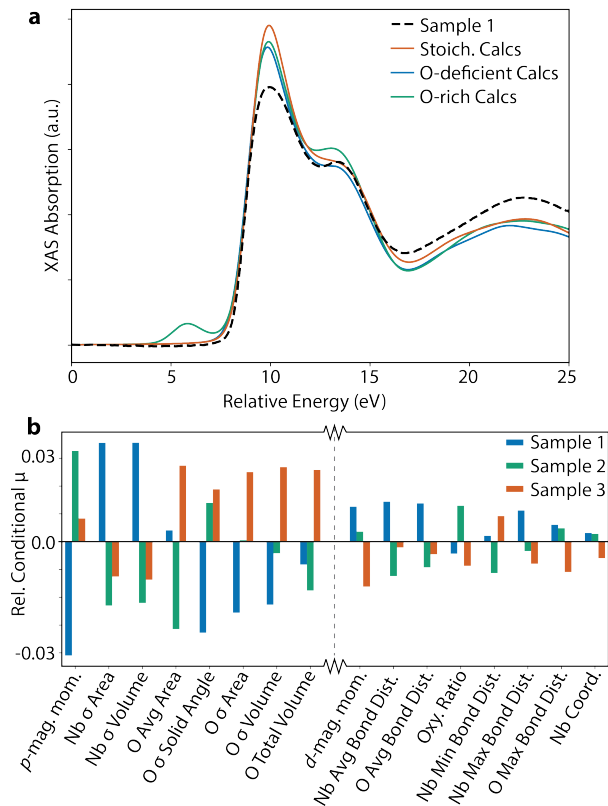 a
Sample 1
Stoich. Calcs
O-deficient Calcs
O-rich Calcs
XAS Absorption (a.u.)
0 5 10 15 20 25
Relative Energy (eV)
b
Sample 1
Sample 2
Sample 3
Rel. Conditional μ
0.03
0.0
-0.03
p-mag. mom.
Nb σ Area
Nb σ Volume
O Avg Area
O σ Solid Angle
O σ Area
O σ Volume
O Total Volume
d-mag. mom.
Nb Avg Bond Dist.
O Avg Bond Dist.
Oxy. Ratio
Nb Min Bond Dist.
Nb Max Bond Dist.
O Max Bond Dist.
Nb Coord.